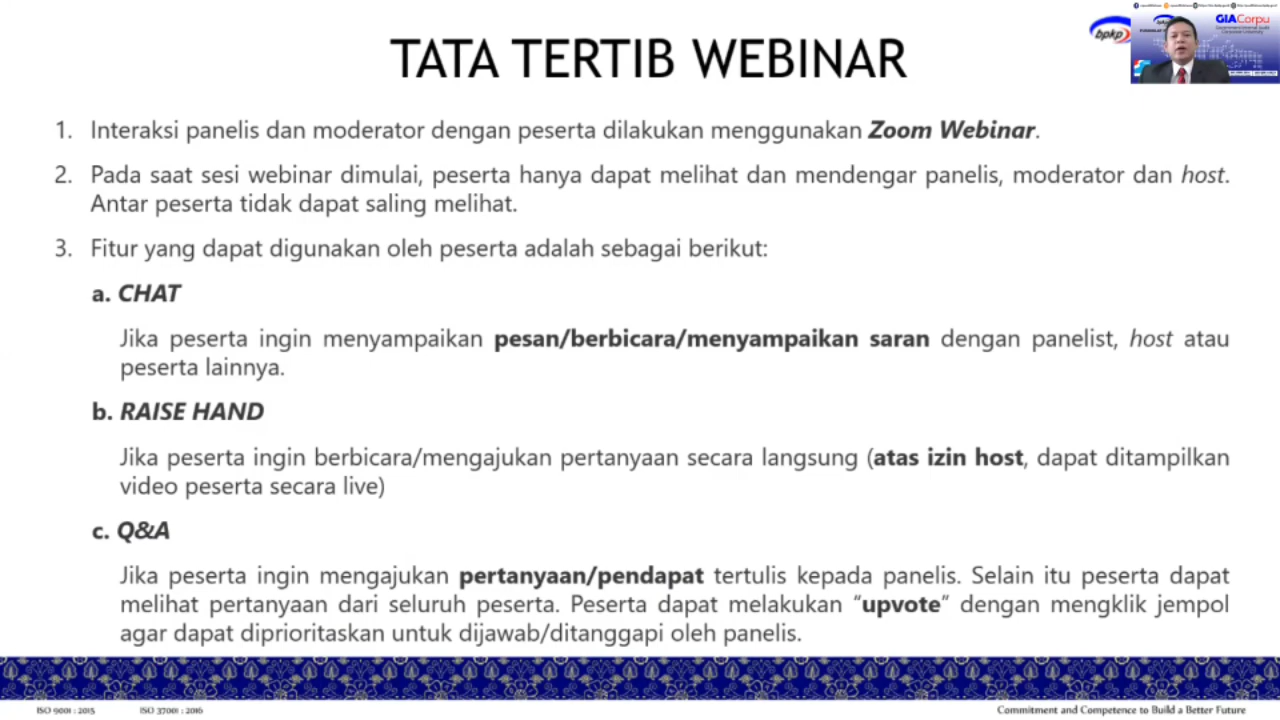 TATA TERTIB WEBINAR
bpkp
GIACorpu
1. Interaksi panelis dan moderator dengan peserta dilakukan menggunakan Zoom Webinar.
2. Pada saat sesi webinar dimulai, peserta hanya dapat melihat dan mendengar panelis, moderator dan host.
Antar peserta tidak dapat saling melihat.
3. Fitur yang dapat digunakan oleh peserta adalah sebagai berikut:
a. CHAT
Jika peserta ingin menyampaikan pesan/berbicara/menyampaikan saran dengan panelist, host atau
peserta lainnya.
b. RAISE HAND
Jika peserta ingin berbicara/mengajukan pertanyaan secara langsung (atas izin host, dapat ditampilkan
video peserta secara live)
c. Q&A
Jika peserta ingin mengajukan pertanyaan/pendapat tertulis kepada panelis. Selain itu peserta dapat
melihat pertanyaan dari seluruh peserta. Peserta dapat melakukan “upvote” dengan mengklik jempol
agar dapat diprioritaskan untuk dijawab/ditanggapi oleh panelis.
ISO 9001 : 2015 ISO 37001 : 2016 Commitment and Competence to Build a Better Future